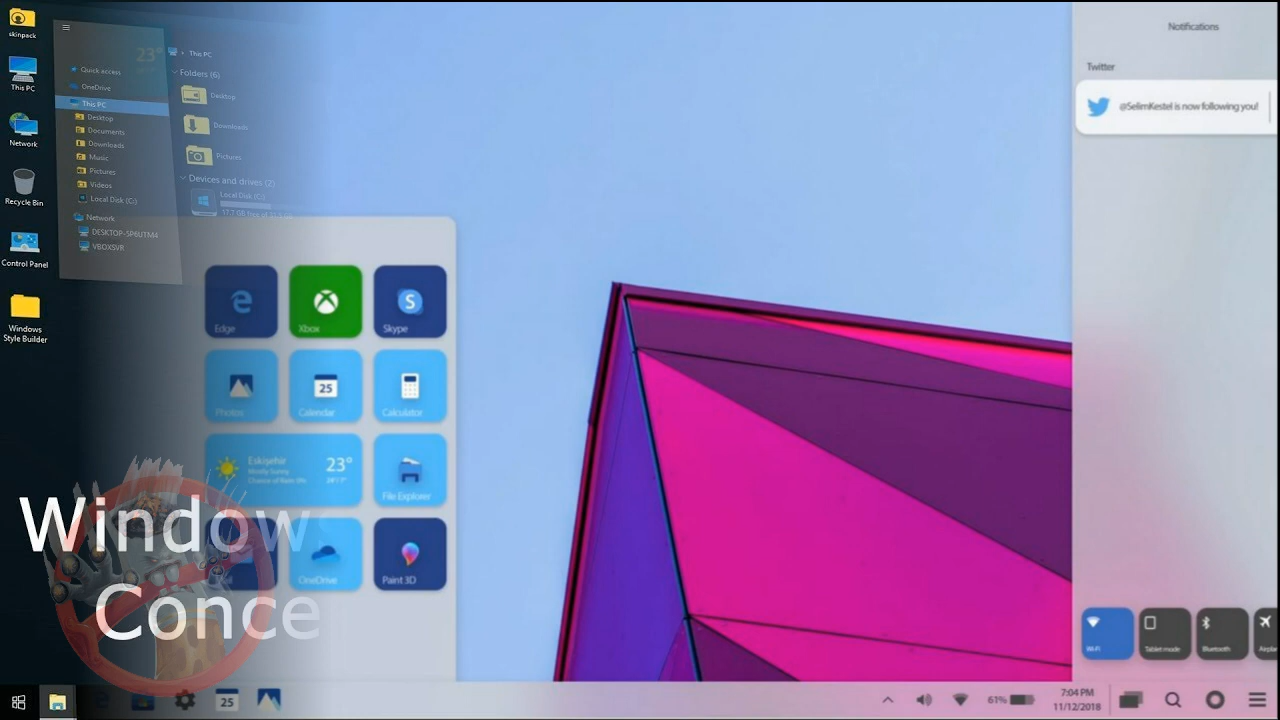 skinpack
This PC
Network
Recycle Bin
Control Panel
Windows
Style Builder
23°
Quick access
OneDrive
This PC
Desktop
Documents
Downloads
Music
Pictures
Videos
Local Disk (C:)
Network
DESKTOP-5P6UTM4
VBOXSVR
This PC
Folders (6)
Desktop
Downloads
Pictures
Devices and drives (2)
Local Disk (C:)
Edge
Xbox
Skype
Photos
25
Calendar
Calculator
Eskişehir
Mostly Sunny
Chance of Rain: 0%
23°
File Explorer
OneDrive
Paint 3D
Window
Conce
25
Notifications
Twitter
@SelimKestel is now following you!
Wi-Fi
Tablet mode
Bluetooth
61%
7:04 PM
11/12/2018